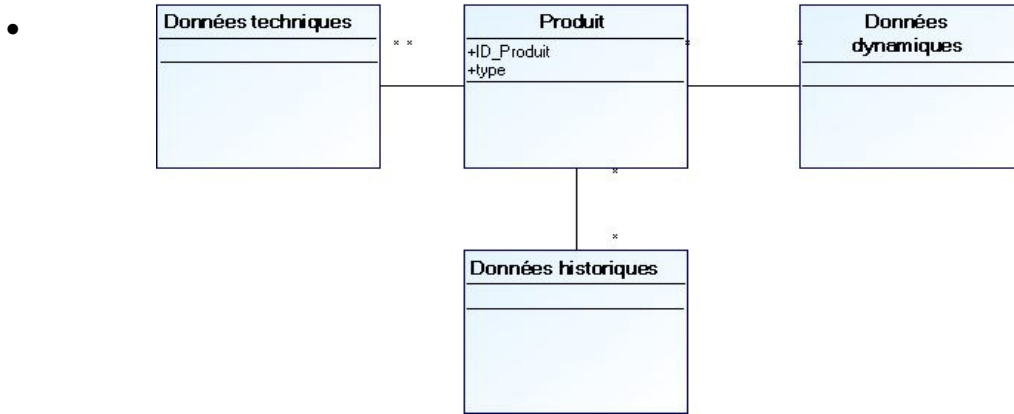 •
Données techniques
* *
Produit
+ID_Produit
+type
*
*
Données
dynamiques
*
*
Données historiques